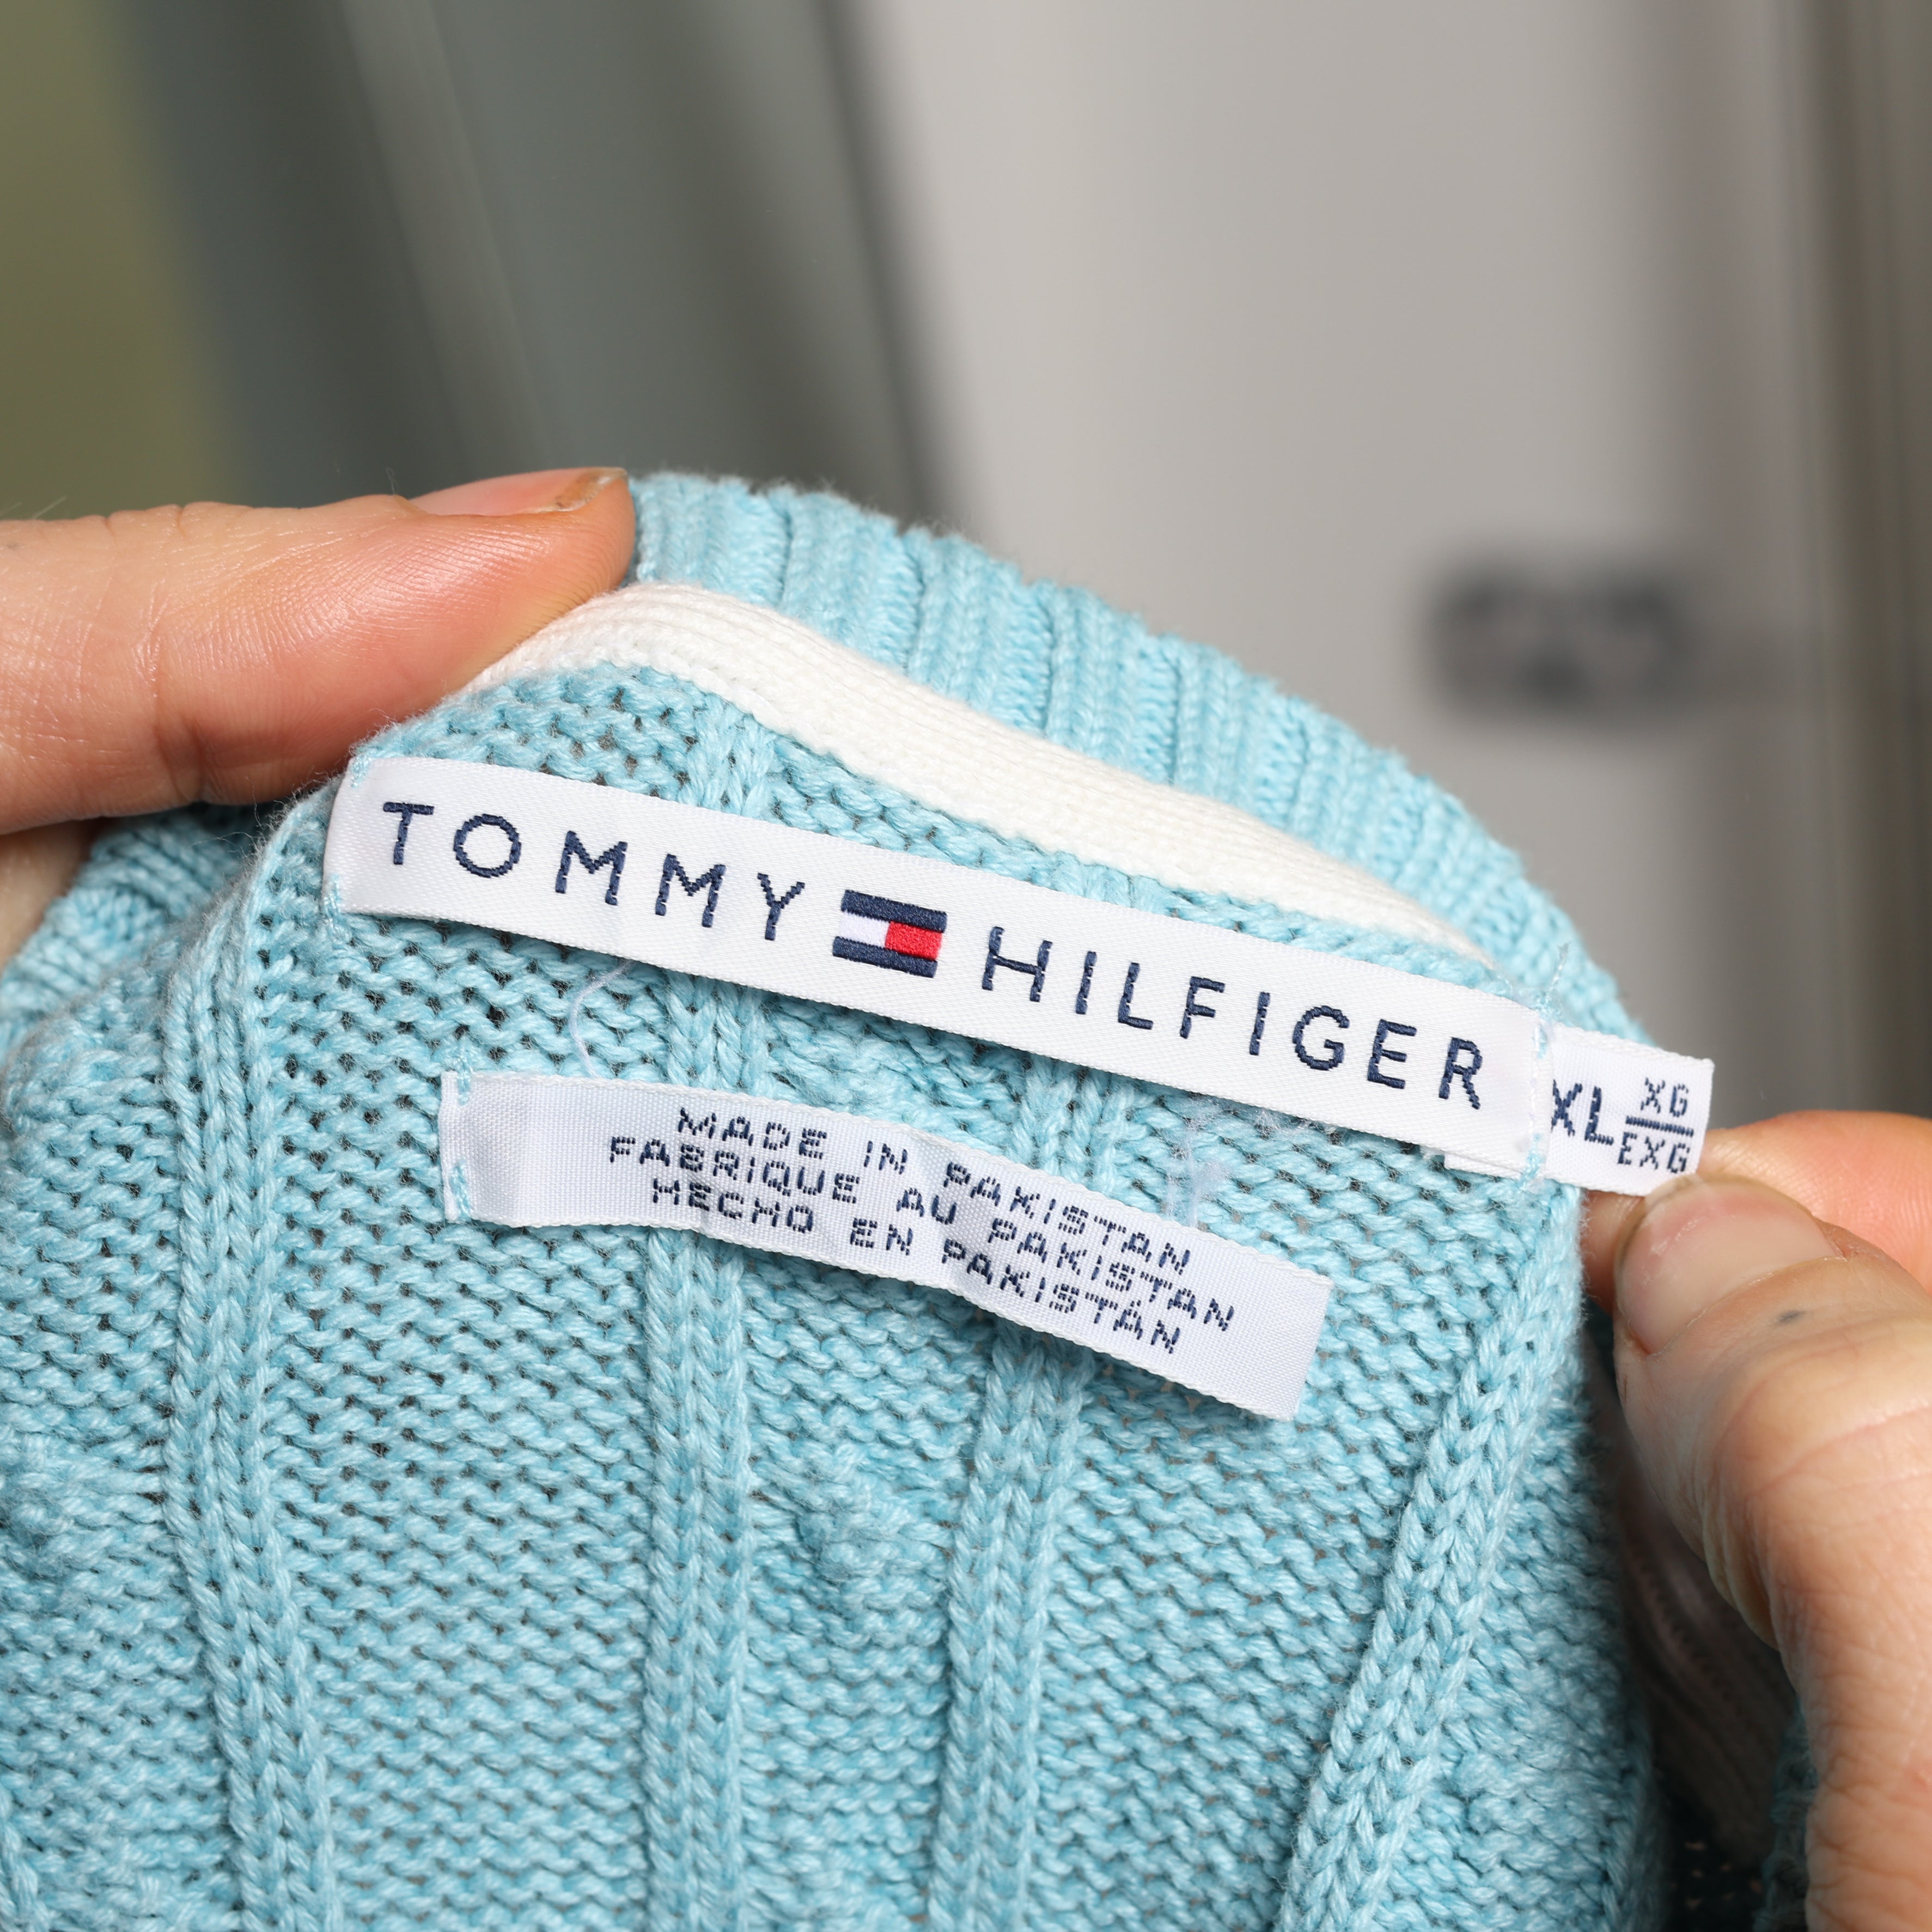 TOMMY HILFIGER
XL XG
EXG
MADE IN PAKISTAN
FABRIQUE AU PAKISTAN
HECHO EN PAKISTAN